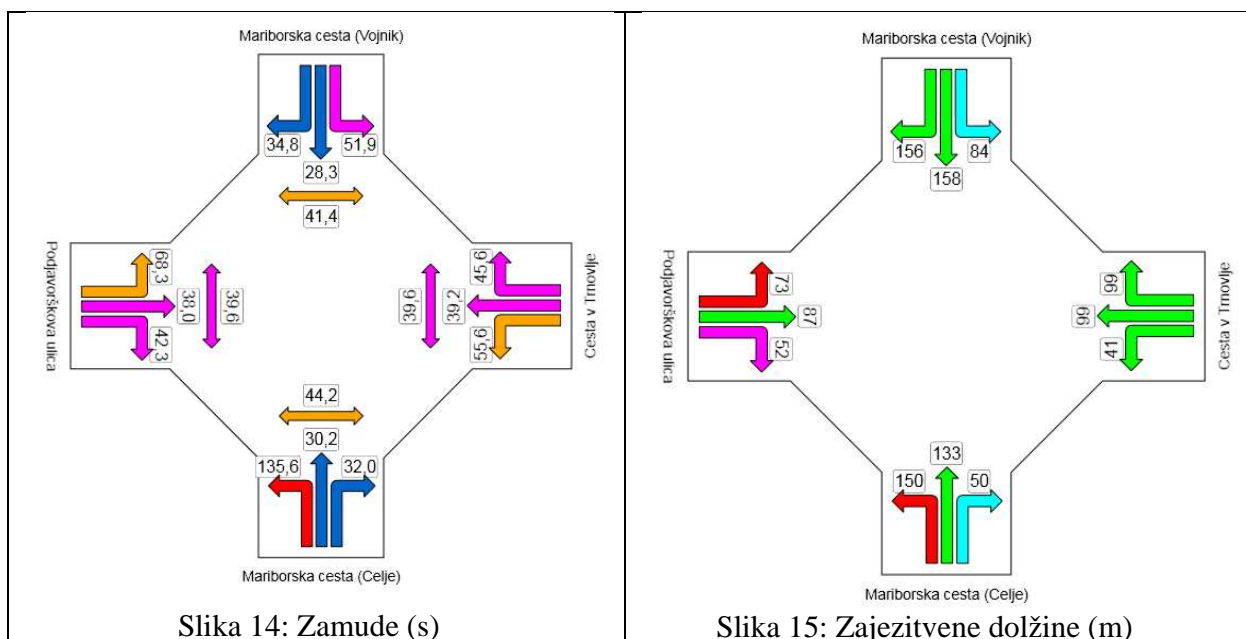 Mariborska cesta (Vojnik)
34,8
51,9
28,3
41,4
Podjavorškova ulica
68,3
38,0
42,3
39,6
39,6
45,6
39,2
55,6
Cesta v Trnovlje
44,2
30,2
135,6
32,0
Mariborska cesta (Celje)
Slika 14: Zamude (s)
Mariborska cesta (Vojnik)
156
84
158
Podjavorškova ulica
73
87
52
99
99
41
Cesta v Trnovlje
133
150
50
Mariborska cesta (Celje)
Slika 15: Zajezitvene dolžine (m)